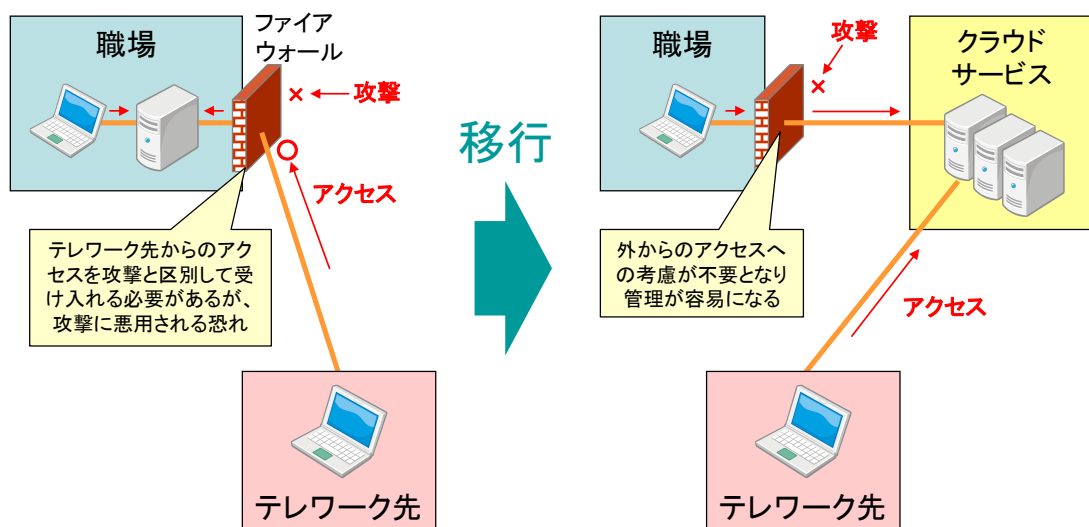 職場
ファイア
ウォール
×
攻撃
○
アクセス
テレワーク先からのアク
セスを攻撃と区別して受
け入れる必要があるが、
攻撃に悪用される恐れ
テレワーク先
移行
職場
攻撃
×
クラウド
サービス
外からのアクセスへ
の考慮が不要となり
管理が容易になる
アクセス
テレワーク先